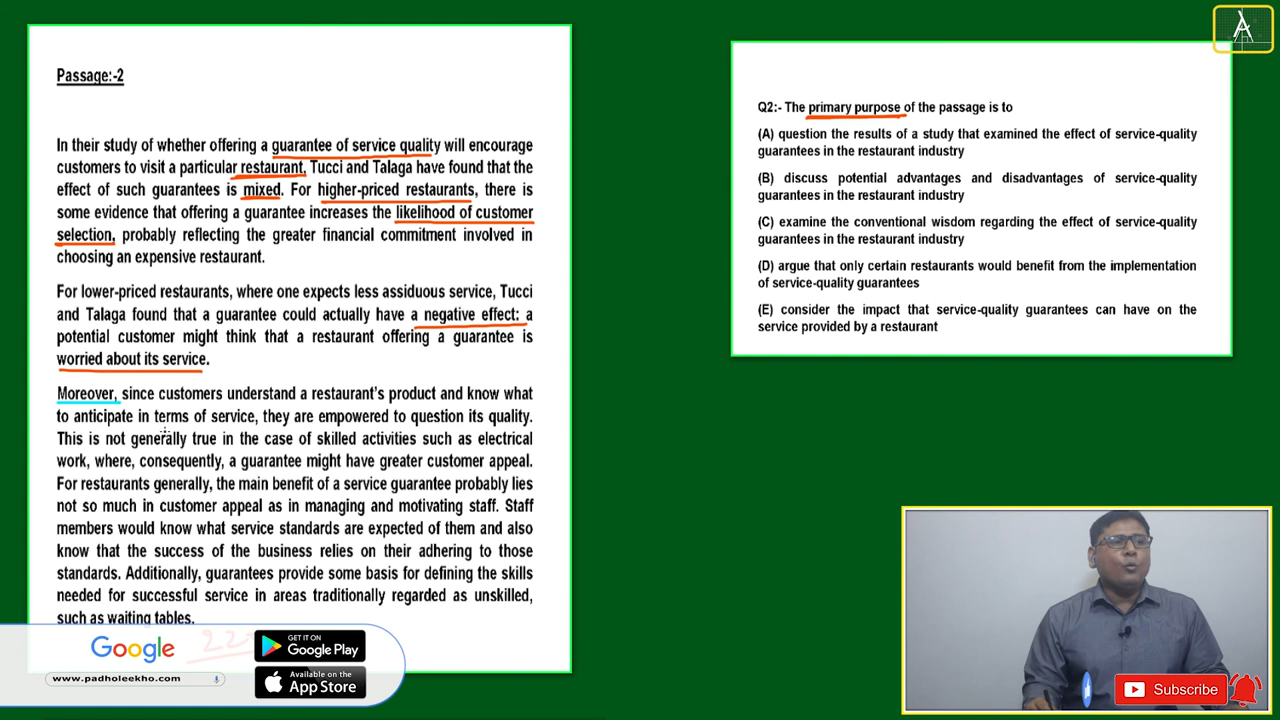 Passage:-2
In their study of whether offering a guarantee of service quality will encourage
customers to visit a particular restaurant, Tucci and Talaga have found that the
effect of such guarantees is mixed. For higher-priced restaurants, there is
some evidence that offering a guarantee increases the likelihood of customer
selection, probably reflecting the greater financial commitment involved in
choosing an expensive restaurant.
For lower-priced restaurants, where one expects less assiduous service, Tucci
and Talaga found that a guarantee could actually have a negative effect: a
potential customer might think that a restaurant offering a guarantee is
worried about its service.
Moreover, since customers understand a restaurant's product and know what
to anticipate in terms of service, they are empowered to question its quality.
This is not generally true in the case of skilled activities such as electrical
work, where, consequently, a guarantee might have greater customer appeal.
For restaurants generally, the main benefit of a service guarantee probably lies
not so much in customer appeal as in managing and motivating staff. Staff
members would know what service standards are expected of them and also
know that the success of the business relies on their adhering to those
standards. Additionally, guarantees provide some basis for defining the skills
needed for successful service in areas traditionally regarded as unskilled,
such as waiting tables.
Google
www.padholeekho.com
GET IT ON
Google Play
Available on the
App Store
Q2:- The primary purpose of the passage is to
(A) question the results of a study that examined the effect of service-quality
guarantees in the restaurant industry
(B) discuss potential advantages and disadvantages of service-quality
guarantees in the restaurant industry
(C) examine the conventional wisdom regarding the effect of service-quality
guarantees in the restaurant industry
(D) argue that only certain restaurants would benefit from the implementation
of service-quality guarantees
(E) consider the impact that service-quality guarantees can have on the
service provided by a restaurant
Subscribe